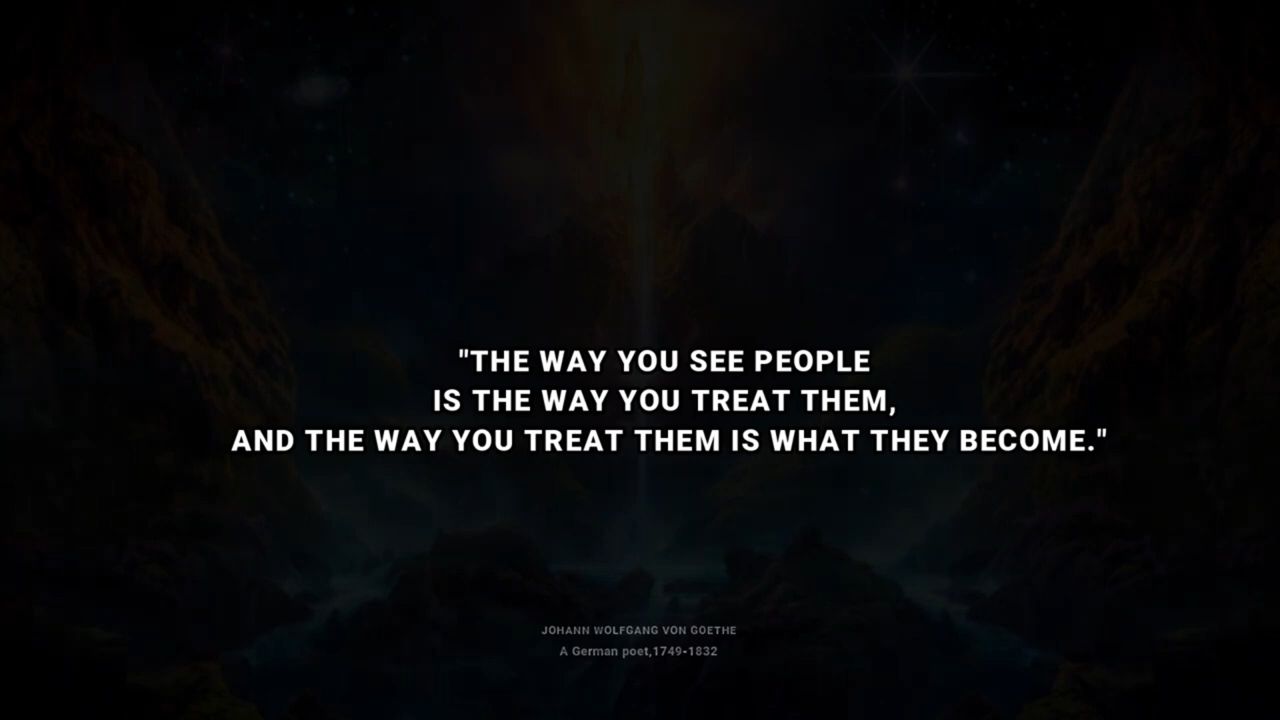 "THE WAY YOU SEE PEOPLE
IS THE WAY YOU TREAT THEM,
AND THE WAY YOU TREAT THEM IS WHAT THEY BECOME."
JOHANN WOLFGANG VON GOETHE
A German poet,1749-1832